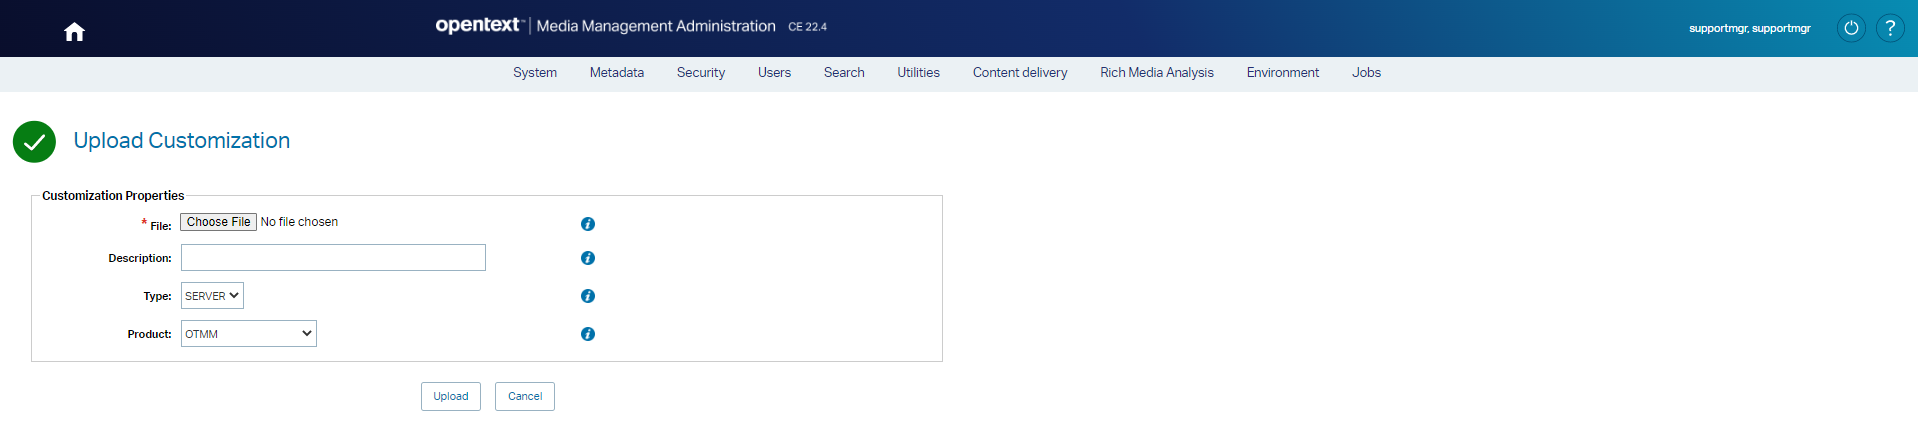 opentext™ | Media Management Administration CE 22.4
supportmgr, supportmgr
?
System Metadata Security Users Search Utilities Content delivery Rich Media Analysis Environment Jobs
Upload Customization
Customization Properties
* File: Choose File No file chosen
Description:
Type: SERVER
Product: OTMM
Upload Cancel